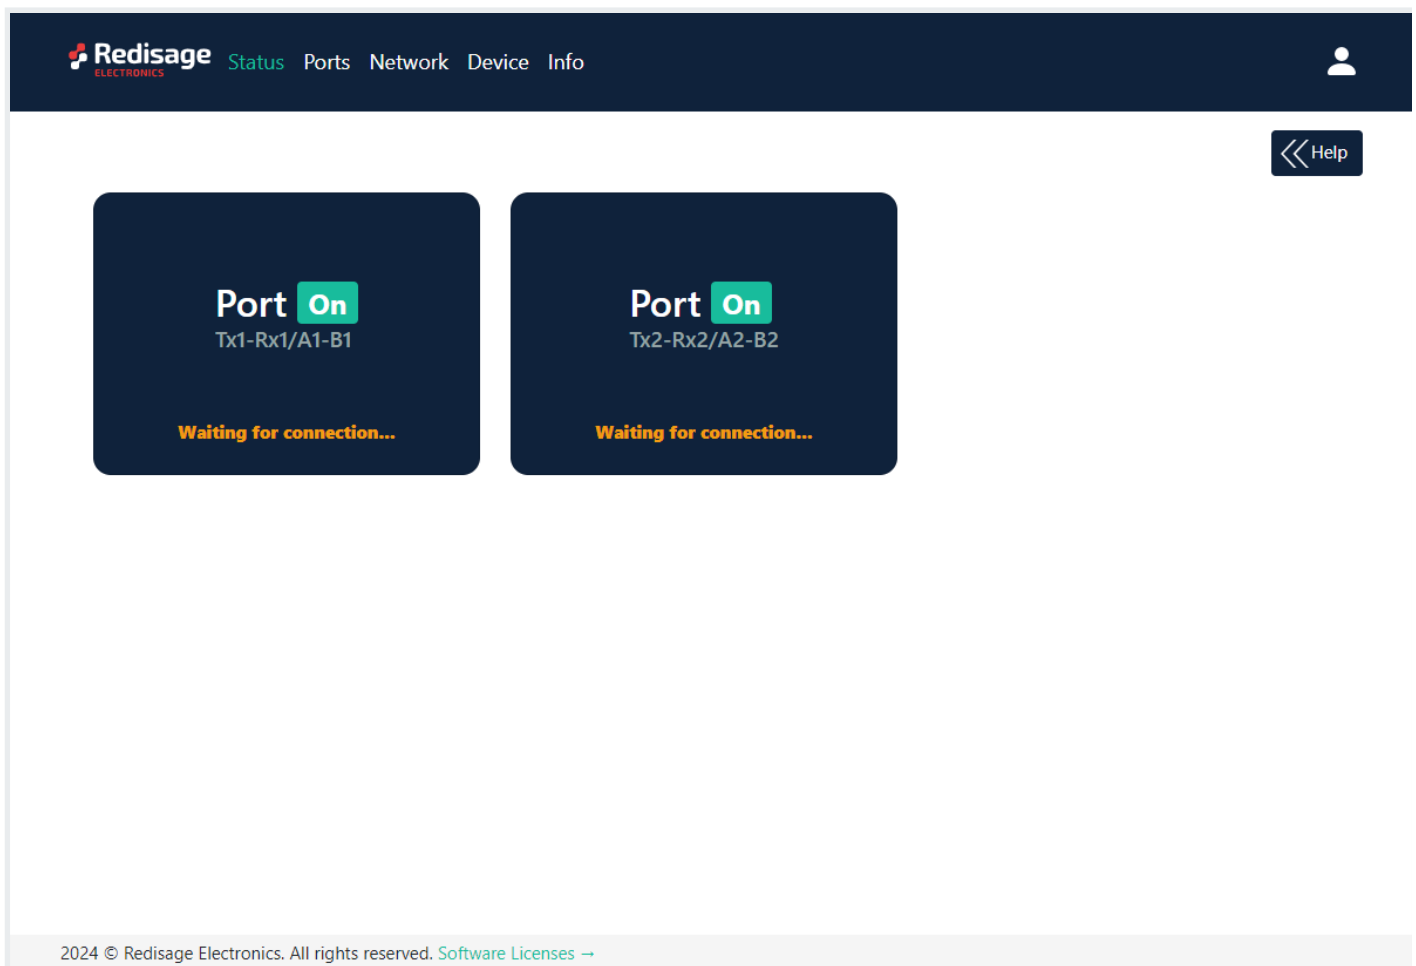 Redisage
ELECTRONICS
Status Ports Network Device Info
Help
Port On
Tx1-Rx1/A1-B1
Waiting for connection...
Port On
Tx2-Rx2/A2-B2
Waiting for connection...
2024 © Redisage Electronics. All rights reserved. Software Licenses →